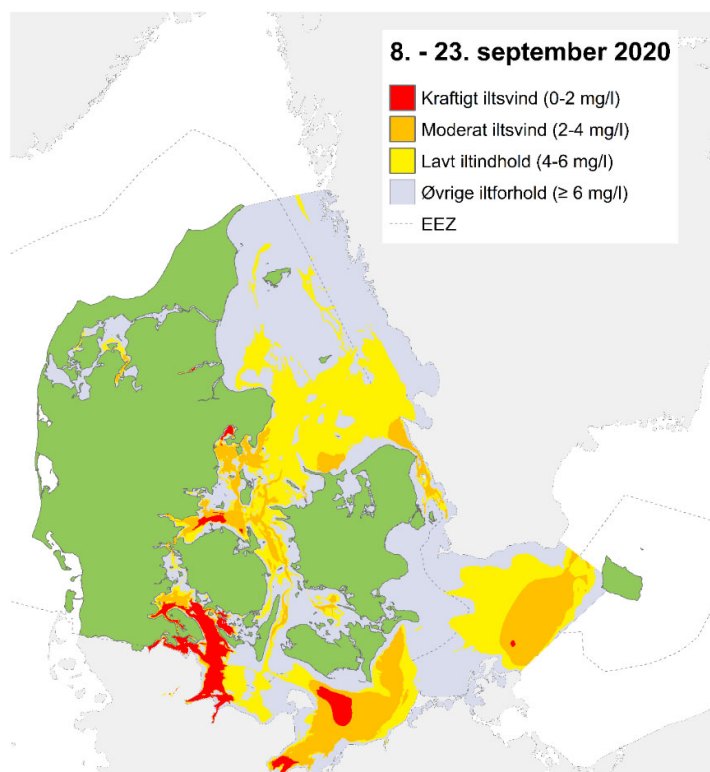 8. - 23. september 2020
Kraftigt iltsvind (0-2 mg/l)
Moderat iltsvind (2-4 mg/l)
Lavt iltindhold (4-6 mg/l)
Øvrige iltforhold (≥ 6 mg/l)
EEZ